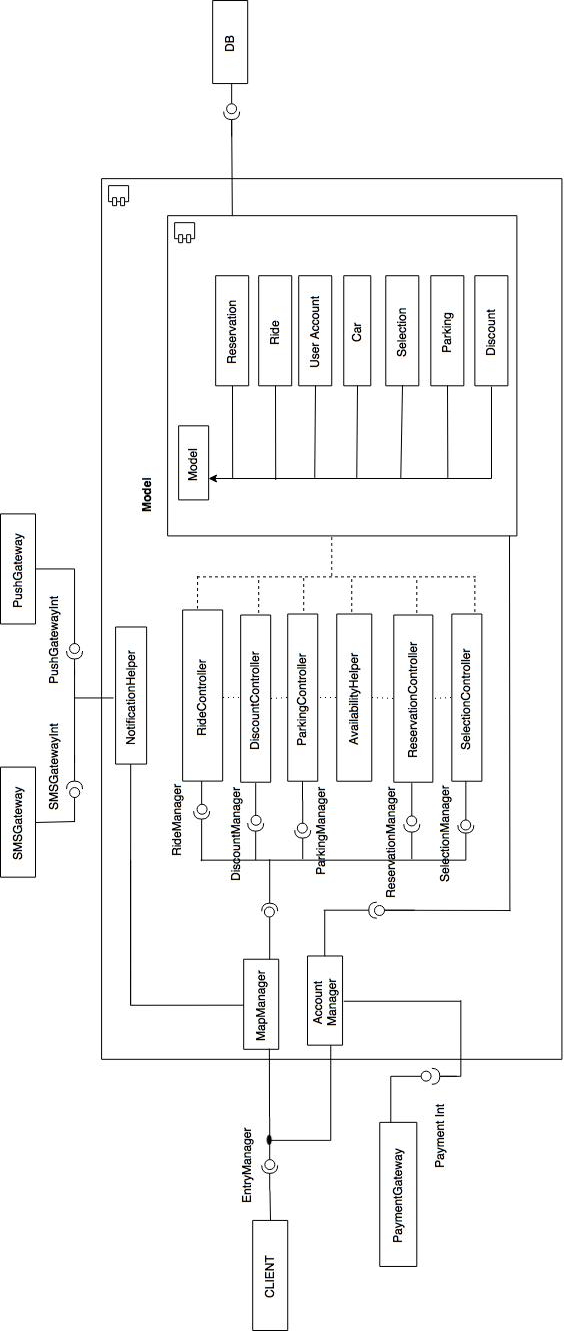 SMSGateway
PushGateway
SMSGatewayInt
PushGatewayInt
NotificationHelper
CLIENT
EntryManager
MapManager
Account
Manager
PaymentGateway
Payment Int
RideManager
DiscountManager
ParkingManager
ReservationManager
SelectionManager
RideController
DiscountController
ParkingController
AvailabilityHelper
ReservationController
SelectionController
Model
Model
Reservation
Ride
User Account
Car
Selection
Parking
Discount
DB